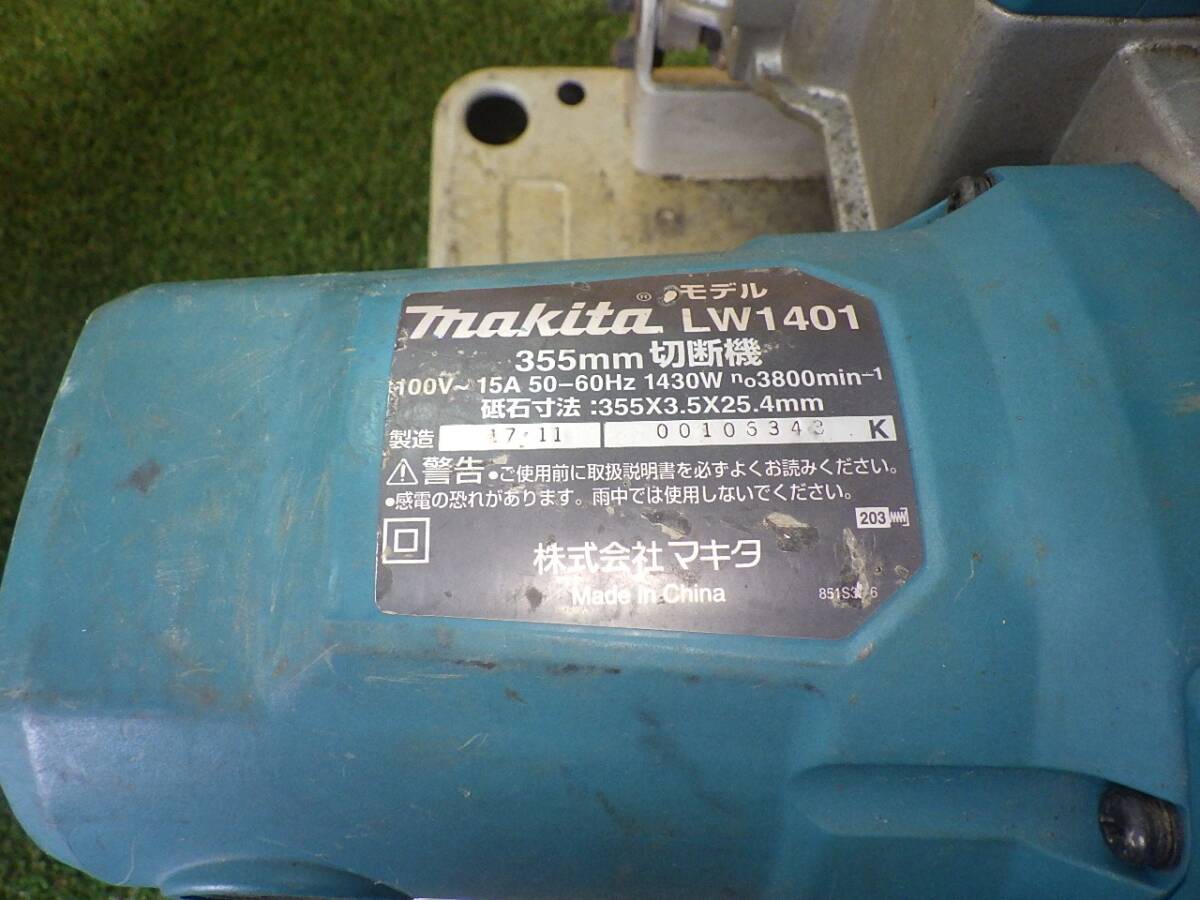 makita® モデル LW1401
355mm 切断機
100V～ 15A 50-60Hz 1430W n₀3800min⁻¹
砥石寸法:355X3.5X25.4mm
製造 17・11 K
⚠警告 ●ご使用前に取扱説明書を必ずよくお読みください。
●感電の恐れがあります。雨中では使用しないでください。
203
株式会社 マキタ
Made in China